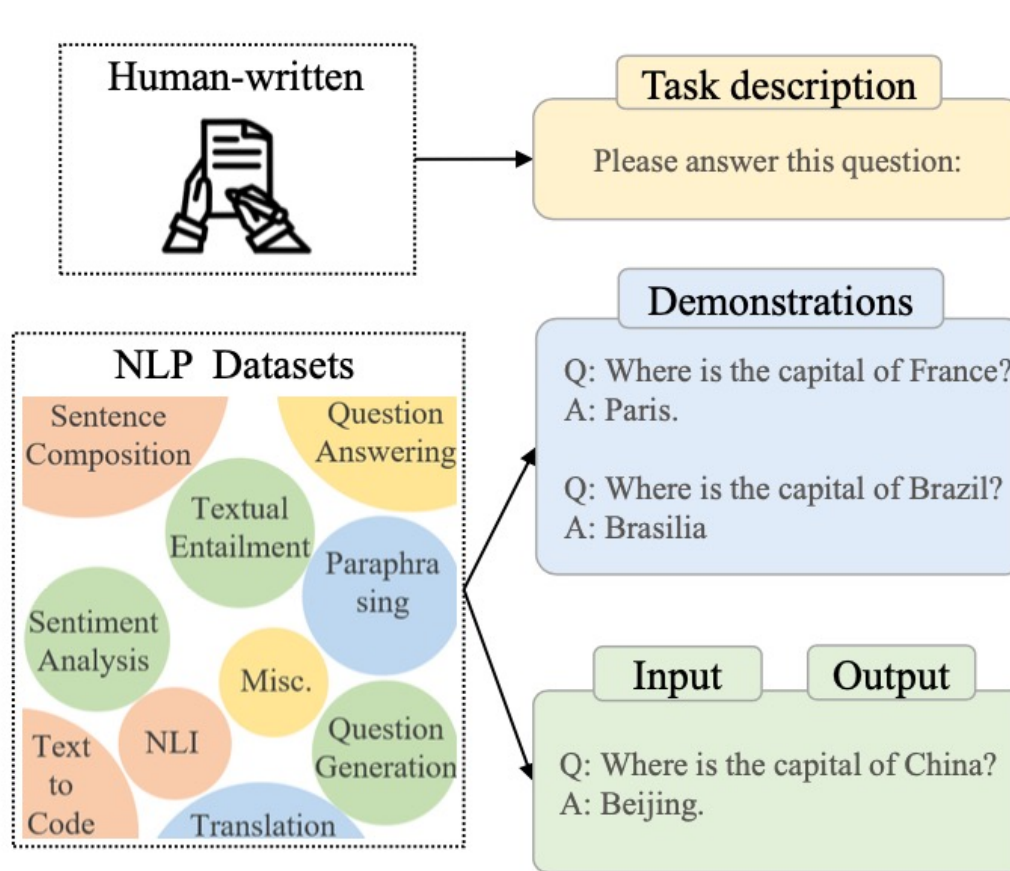 Human-written
Task description
Please answer this question:
Demonstrations
Q: Where is the capital of France?
A: Paris.
Q: Where is the capital of Brazil?
A: Brasilia
NLP Datasets
Sentence
Composition
Question
Answering
Textual
Entailment
Paraphra
sing
Sentiment
Analysis
Misc.
NLI
Question
Generation
Text
to
Code
Translation
Input
Output
Q: Where is the capital of China?
A: Beijing.